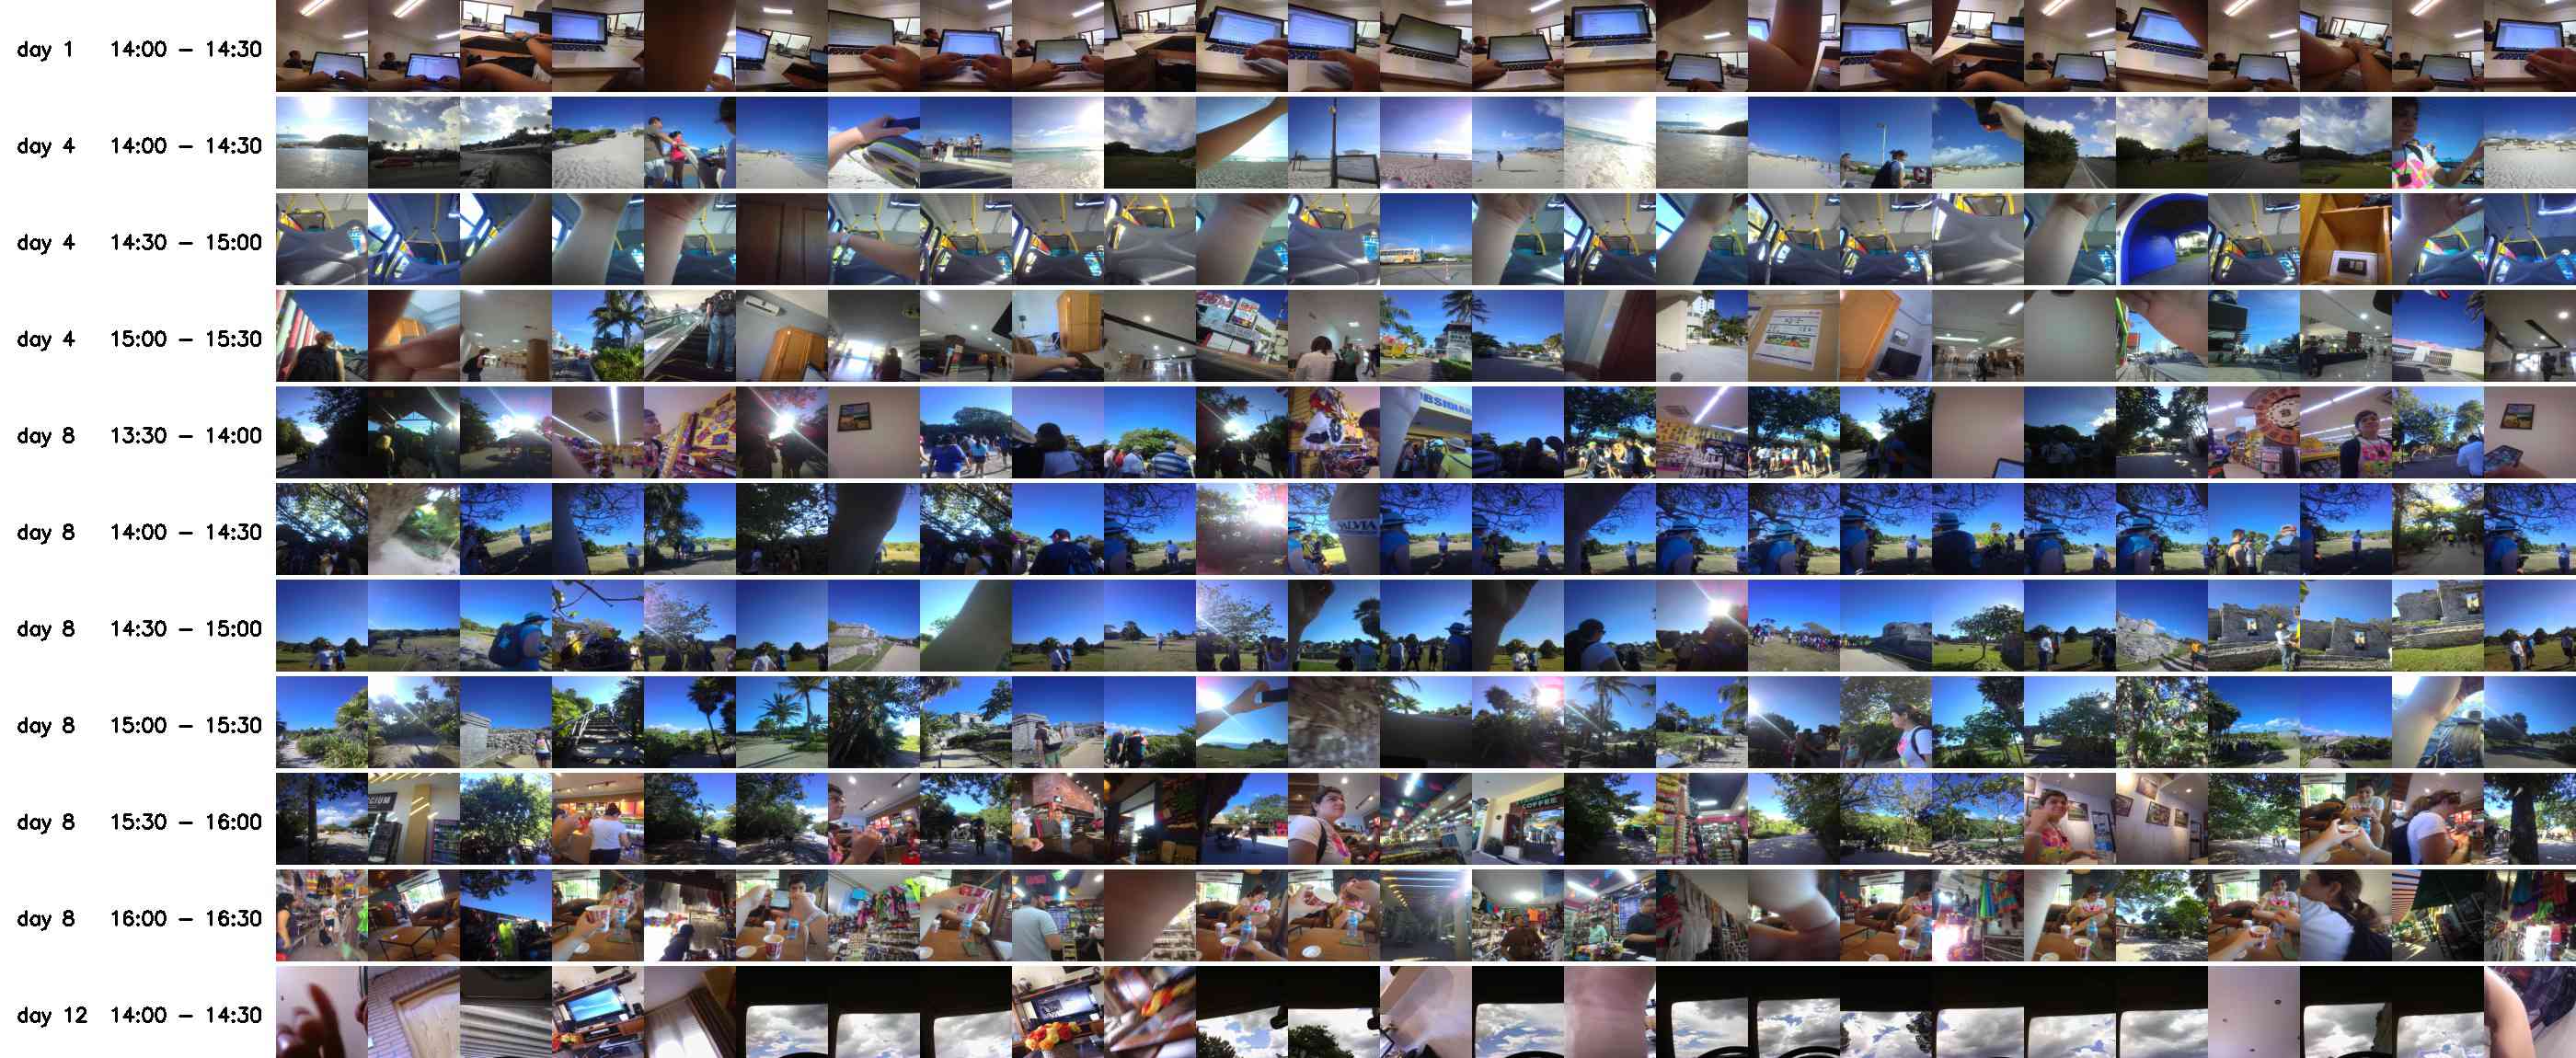 day 1 14:00 – 14:30
day 4 14:00 – 14:30
day 4 14:30 – 15:00
day 4 15:00 – 15:30
day 8 13:30 – 14:00
OBSIDIAN
day 8 14:00 – 14:30
SALVIA
day 8 14:30 – 15:00
day 8 15:00 – 15:30
day 8 15:30 – 16:00
COFFEE
day 8 16:00 – 16:30
day 12 14:00 – 14:30